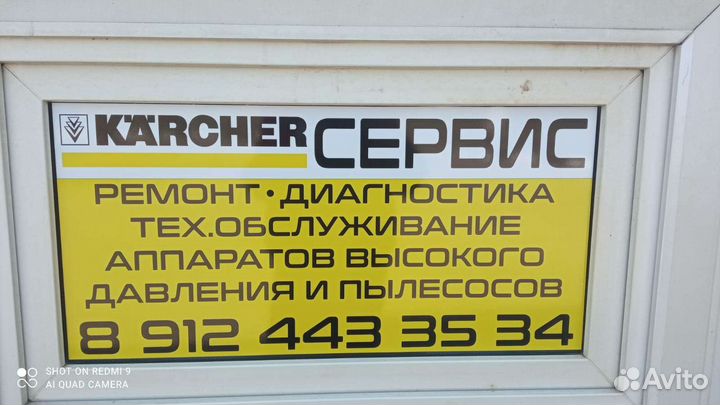 KÄRCHER СЕРВИС
РЕМОНТ · ДИАГНОСТИКА
ТЕХ.ОБСЛУЖИВАНИЕ
АППАРАТОВ ВЫСОКОГО
ДАВЛЕНИЯ И ПЫЛЕСОСОВ
8 912 443 35 34
SHOT ON REDMI 9
AI QUAD CAMERA
Avito